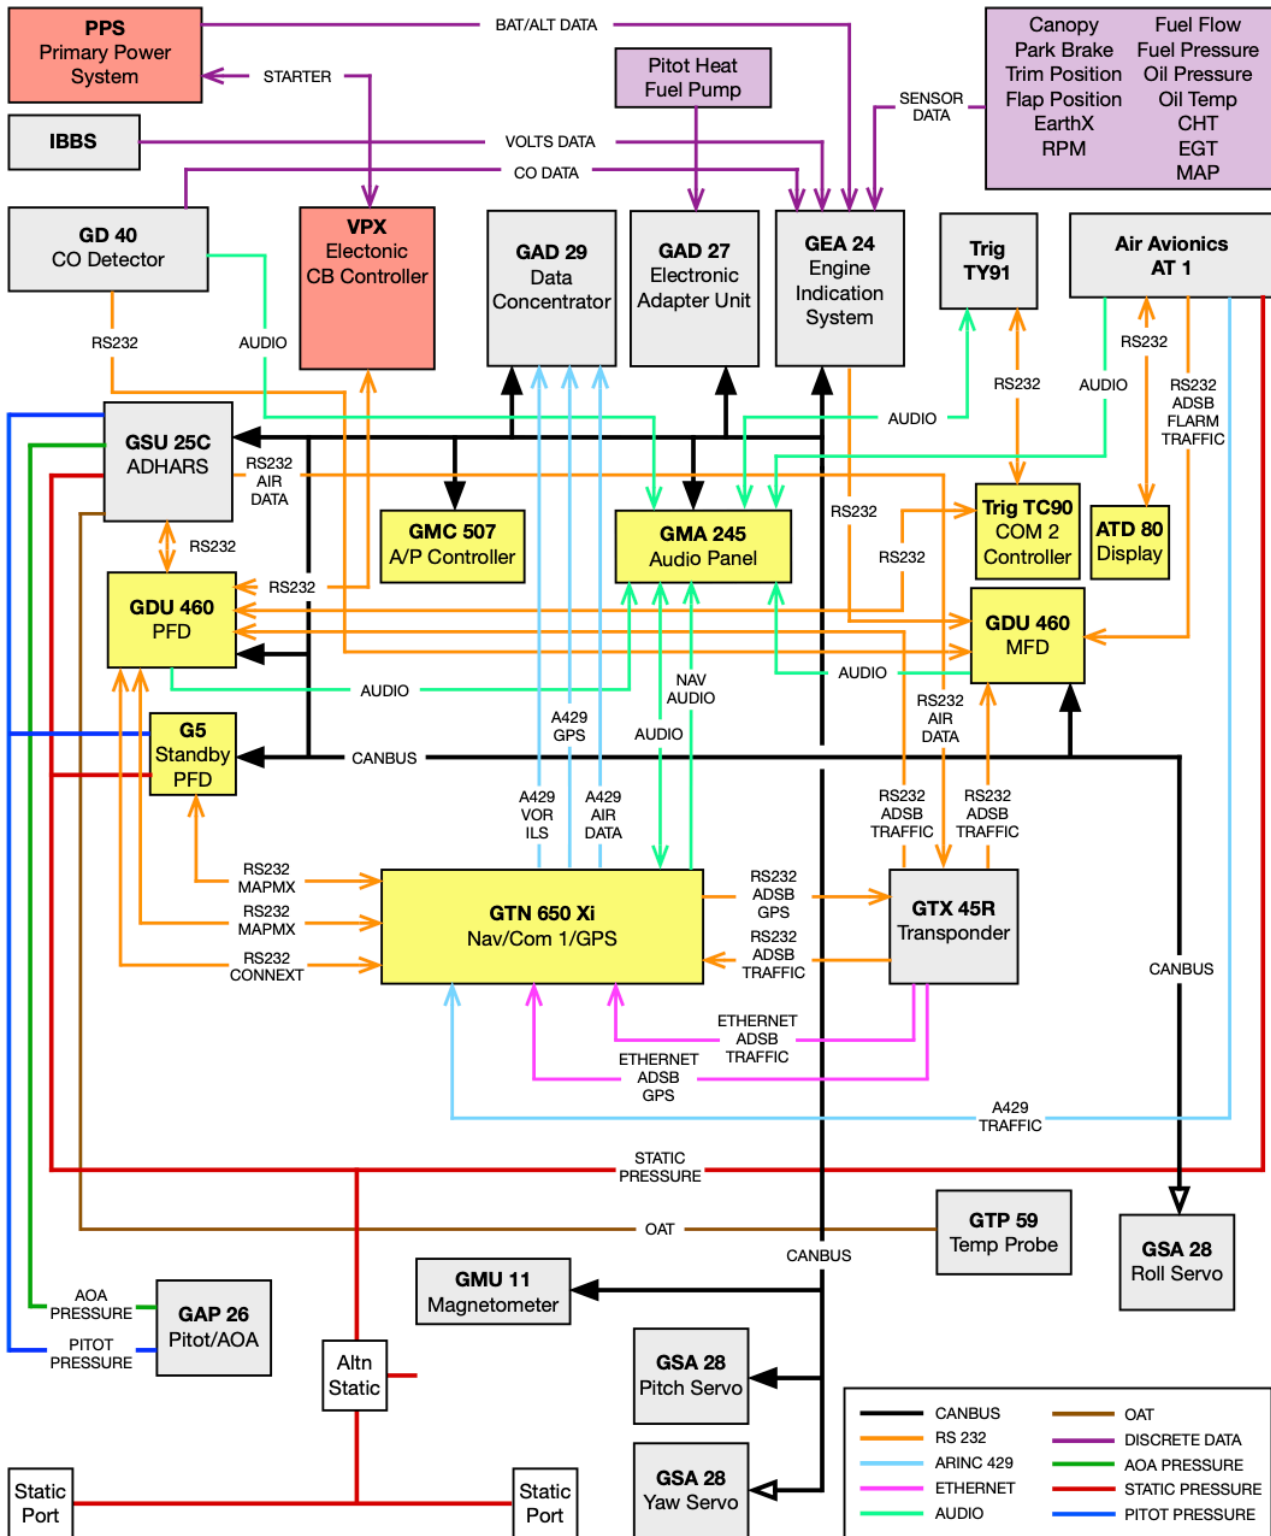 PPS
Primary Power
System
BAT/ALT DATA
STARTER
Pitot Heat
Fuel Pump
SENSOR
DATA
Canopy
Park Brake
Trim Position
Flap Position
EarthX
RPM
Fuel Flow
Fuel Pressure
Oil Pressure
Oil Temp
CHT
EGT
MAP
IBBS
VOLTS DATA
CO DATA
GD 40
CO Detector
VPX
Electonic
CB Controller
GAD 29
Data
Concentrator
GAD 27
Electronic
Adapter Unit
GEA 24
Engine
Indication
System
Trig
TY91
Air Avionics
AT 1
RS232
AUDIO
RS232
RS232
AUDIO
RS232
ADSB
FLARM
TRAFFIC
AUDIO
GSU 25C
ADHARS
RS232
AIR
DATA
GMC 507
A/P Controller
GMA 245
Audio Panel
RS232
Trig TC90
COM 2
Controller
ATD 80
Display
RS232
RS232
RS232
GDU 460
PFD
GDU 460
MFD
AUDIO
NAV
AUDIO
AUDIO
A429
GPS
AUDIO
RS232
AIR
DATA
G5
Standby
PFD
CANBUS
A429
VOR
ILS
A429
AIR
DATA
RS232
ADSB
TRAFFIC
RS232
ADSB
TRAFFIC
RS232
MAPMX
RS232
MAPMX
RS232
CONNEXT
GTN 650 Xi
Nav/Com 1/GPS
RS232
ADSB
GPS
RS232
ADSB
TRAFFIC
GTX 45R
Transponder
CANBUS
ETHERNET
ADSB
TRAFFIC
ETHERNET
ADSB
GPS
A429
TRAFFIC
STATIC
PRESSURE
OAT
GTP 59
Temp Probe
GSA 28
Roll Servo
CANBUS
GMU 11
Magnetometer
AOA
PRESSURE
PITOT
PRESSURE
GAP 26
Pitot/AOA
Altn
Static
GSA 28
Pitch Servo
GSA 28
Yaw Servo
Static
Port
Static
Port
CANBUS
RS 232
ARINC 429
ETHERNET
AUDIO
OAT
DISCRETE DATA
AOA PRESSURE
STATIC PRESSURE
PITOT PRESSURE